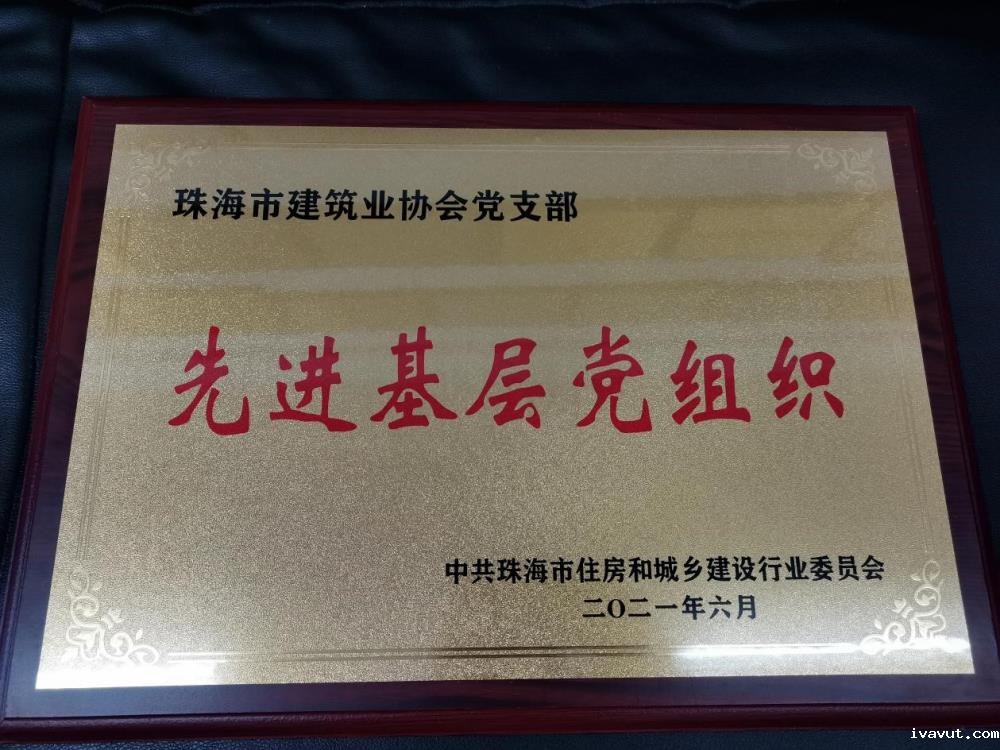 珠海市建筑业协会党支部
先进基层党组织
中共珠海市住房和城乡建设行业委员会
二〇二一年六月
ivavut.com